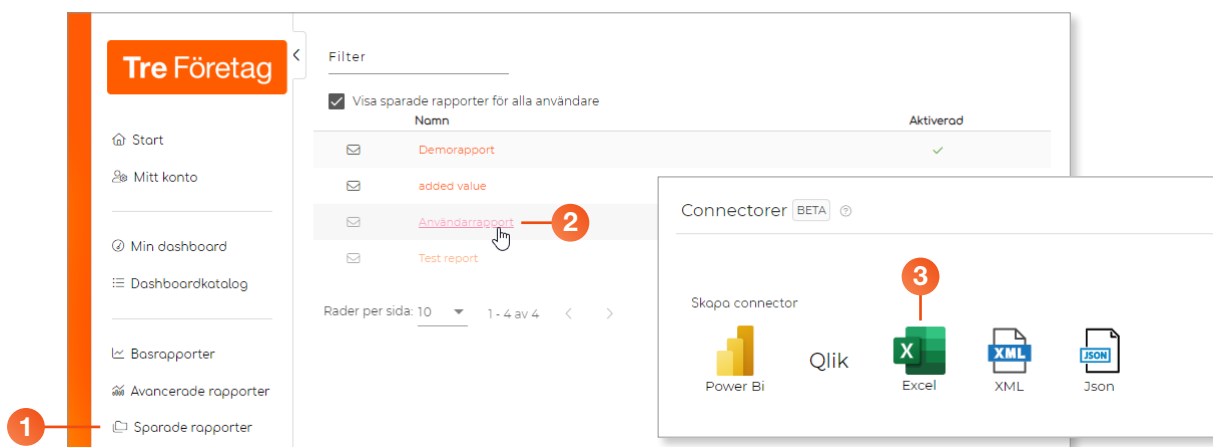 Tre Företag
Start
Mitt konto
Min dashboard
Dashboardkatalog
Basrapporter
Avancerade rapporter
1
Sparade rapporter
Filter
Visa sparade rapporter för alla användare
Namn Aktiverad
Demorapport
added value
Användarrapport
2
Test report
Rader per sida: 10 1 - 4 av 4
Connectorer BETA ?
3
Skapa connector
Qlik
X
XML
JSON
Power Bi Excel XML Json